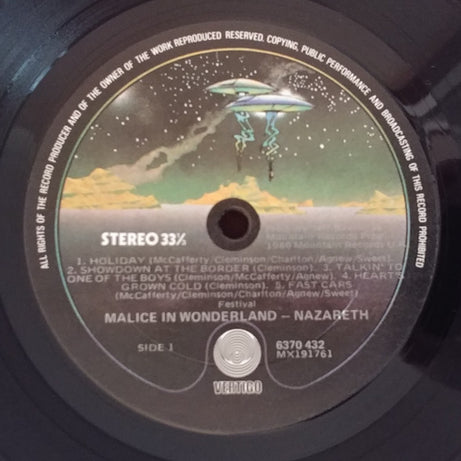 ALL RIGHTS OF THE RECORD PRODUCER AND OF THE OWNER OF THE WORK REPRODUCED RESERVED. COPYING, PUBLIC PERFORMANCE AND BROADCASTING OF THIS RECORD PROHIBITED
Mountain Records
STEREO 33⅓
1980 Mountain Records
1. HOLIDAY (McCafferty/Cleminson/Charlton/Agnew/Sweet)
2. SHOWDOWN AT THE BORDER (Cleminson). 3. TALKIN' TO
ONE OF THE BOYS (Cleminson/McCafferty/Agnew). 4. HEART'S
GROWN COLD (Cleminson). 5. FAST CARS
(McCafferty/Cleminson/Charlton/Agnew/Sweet)
Festival
MALICE IN WONDERLAND – NAZARETH
SIDE 1
6370 432
MX191761
VERTIGO